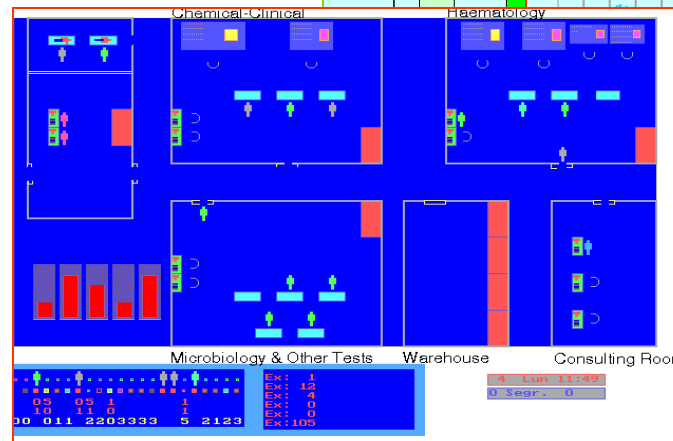 Chemical-Clinical
Haematology
Microbiology & Other Tests
Warehouse
Consulting Roo
05 05 1 1
10 11 0 1
00 011 2203333 5 2123
Ex: 1
Ex: 12
Ex: 4
Ex: 0
Ex: 0
Ex:105
4 Lun 11:49
0 Segr. 0